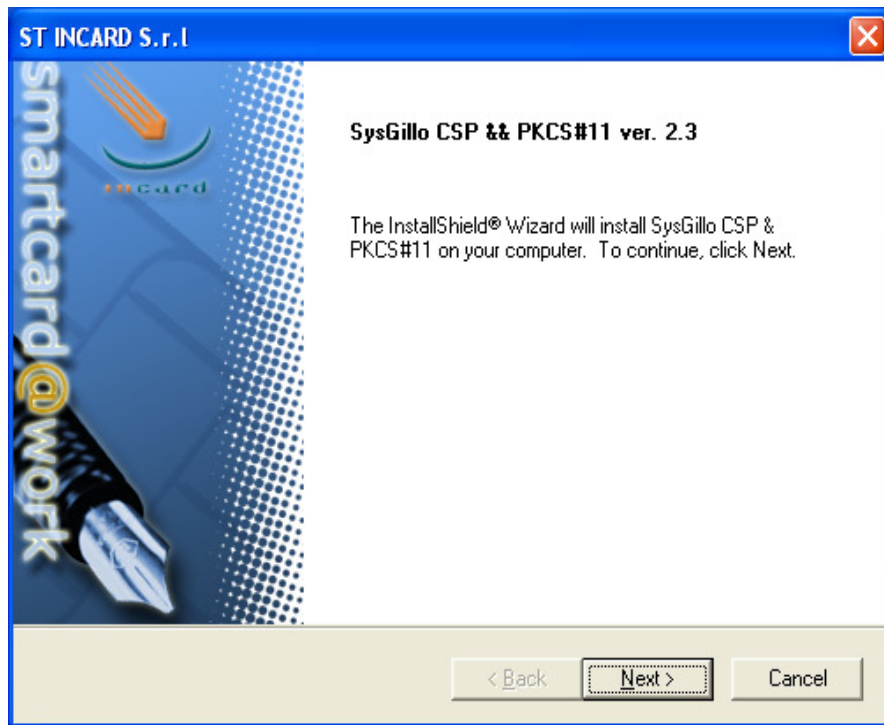 ST INCARD S.r.l
smartcard@work
incard
SysGillo CSP && PKCS#11 ver. 2.3
The InstallShield® Wizard will install SysGillo CSP &
PKCS#11 on your computer. To continue, click Next.
< Back
Next >
Cancel